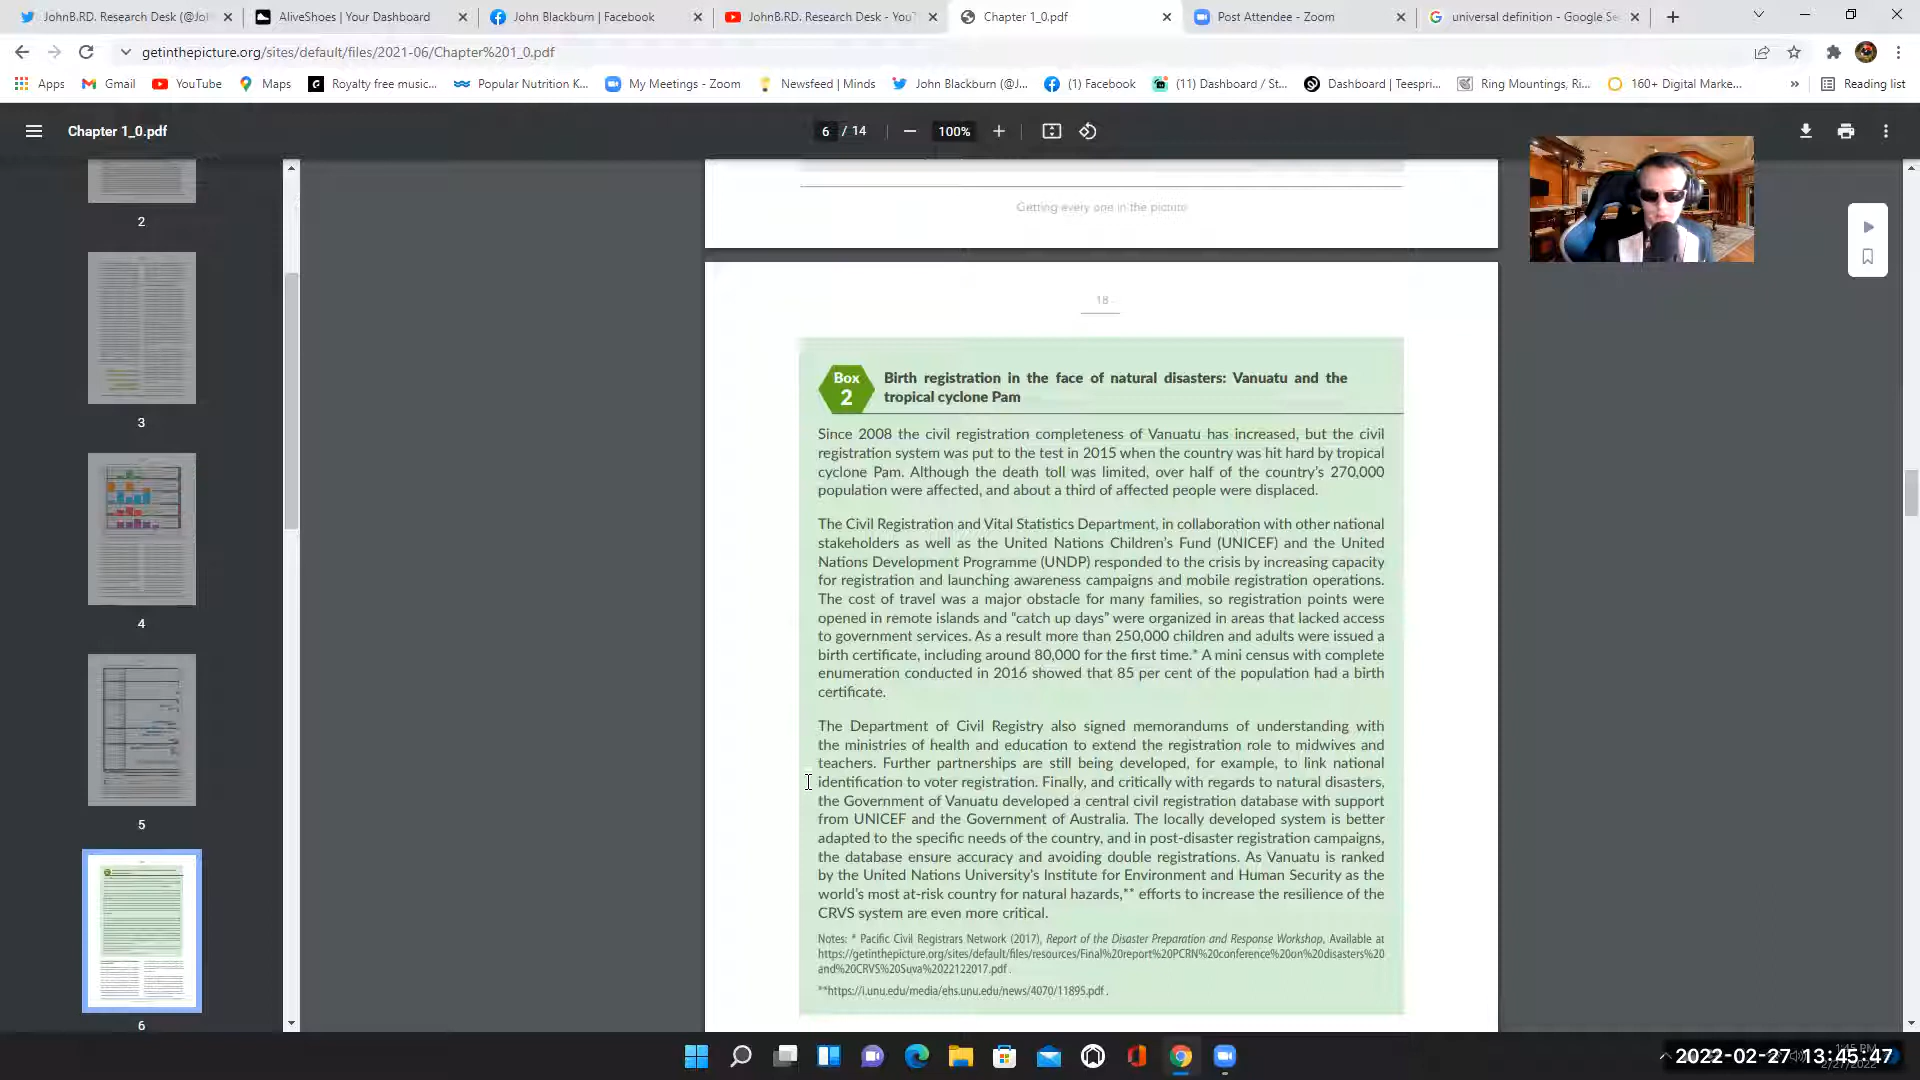 JohnB.RD. Research Desk (@Jo
AliveShoes | Your Dashboard
John Blackburn | Facebook
JohnB.RD. Research Desk - You
Chapter 1_0.pdf
Post Attendee - Zoom
universal definition - Google Se
getinthepicture.org/sites/default/files/2021-06/Chapter%201_0.pdf
Apps
Gmail
YouTube
Maps
Royalty free music...
Popular Nutrition K...
My Meetings - Zoom
Newsfeed | Minds
John Blackburn (@J...
(1) Facebook
(11) Dashboard / St...
Dashboard | Teespri...
Ring Mountings, Ri...
160+ Digital Marke...
»
Reading list
Chapter 1_0.pdf
6 / 14
100%
2
3
4
5
6
Getting every one in the picture
18
Box
2
Birth registration in the face of natural disasters: Vanuatu and the
tropical cyclone Pam
Since 2008 the civil registration completeness of Vanuatu has increased, but the civil
registration system was put to the test in 2015 when the country was hit hard by tropical
cyclone Pam. Although the death toll was limited, over half of the country's 270,000
population were affected, and about a third of affected people were displaced.
The Civil Registration and Vital Statistics Department, in collaboration with other national
stakeholders as well as the United Nations Children's Fund (UNICEF) and the United
Nations Development Programme (UNDP) responded to the crisis by increasing capacity
for registration and launching awareness campaigns and mobile registration operations.
The cost of travel was a major obstacle for many families, so registration points were
opened in remote islands and "catch up days" were organized in areas that lacked access
to government services. As a result more than 250,000 children and adults were issued a
birth certificate, including around 80,000 for the first time.* A mini census with complete
enumeration conducted in 2016 showed that 85 per cent of the population had a birth
certificate.
The Department of Civil Registry also signed memorandums of understanding with
the ministries of health and education to extend the registration role to midwives and
teachers. Further partnerships are still being developed, for example, to link national
identification to voter registration. Finally, and critically with regards to natural disasters,
the Government of Vanuatu developed a central civil registration database with support
from UNICEF and the Government of Australia. The locally developed system is better
adapted to the specific needs of the country, and in post-disaster registration campaigns,
the database ensure accuracy and avoiding double registrations. As Vanuatu is ranked
by the United Nations University's Institute for Environment and Human Security as the
world's most at-risk country for natural hazards,** efforts to increase the resilience of the
CRVS system are even more critical.
Notes: * Pacific Civil Registrars Network (2017), Report of the Disaster Preparation and Response Workshop, Available at
https://getinthepicture.org/sites/default/files/resources/Final%20report%20PCRN%20conference%20on%20disasters%20
and%20CRVS%20Suva%2022122017.pdf .
**https://i.unu.edu/media/ehs.unu.edu/news/4070/11895.pdf .
2022-02-27 13:45:47